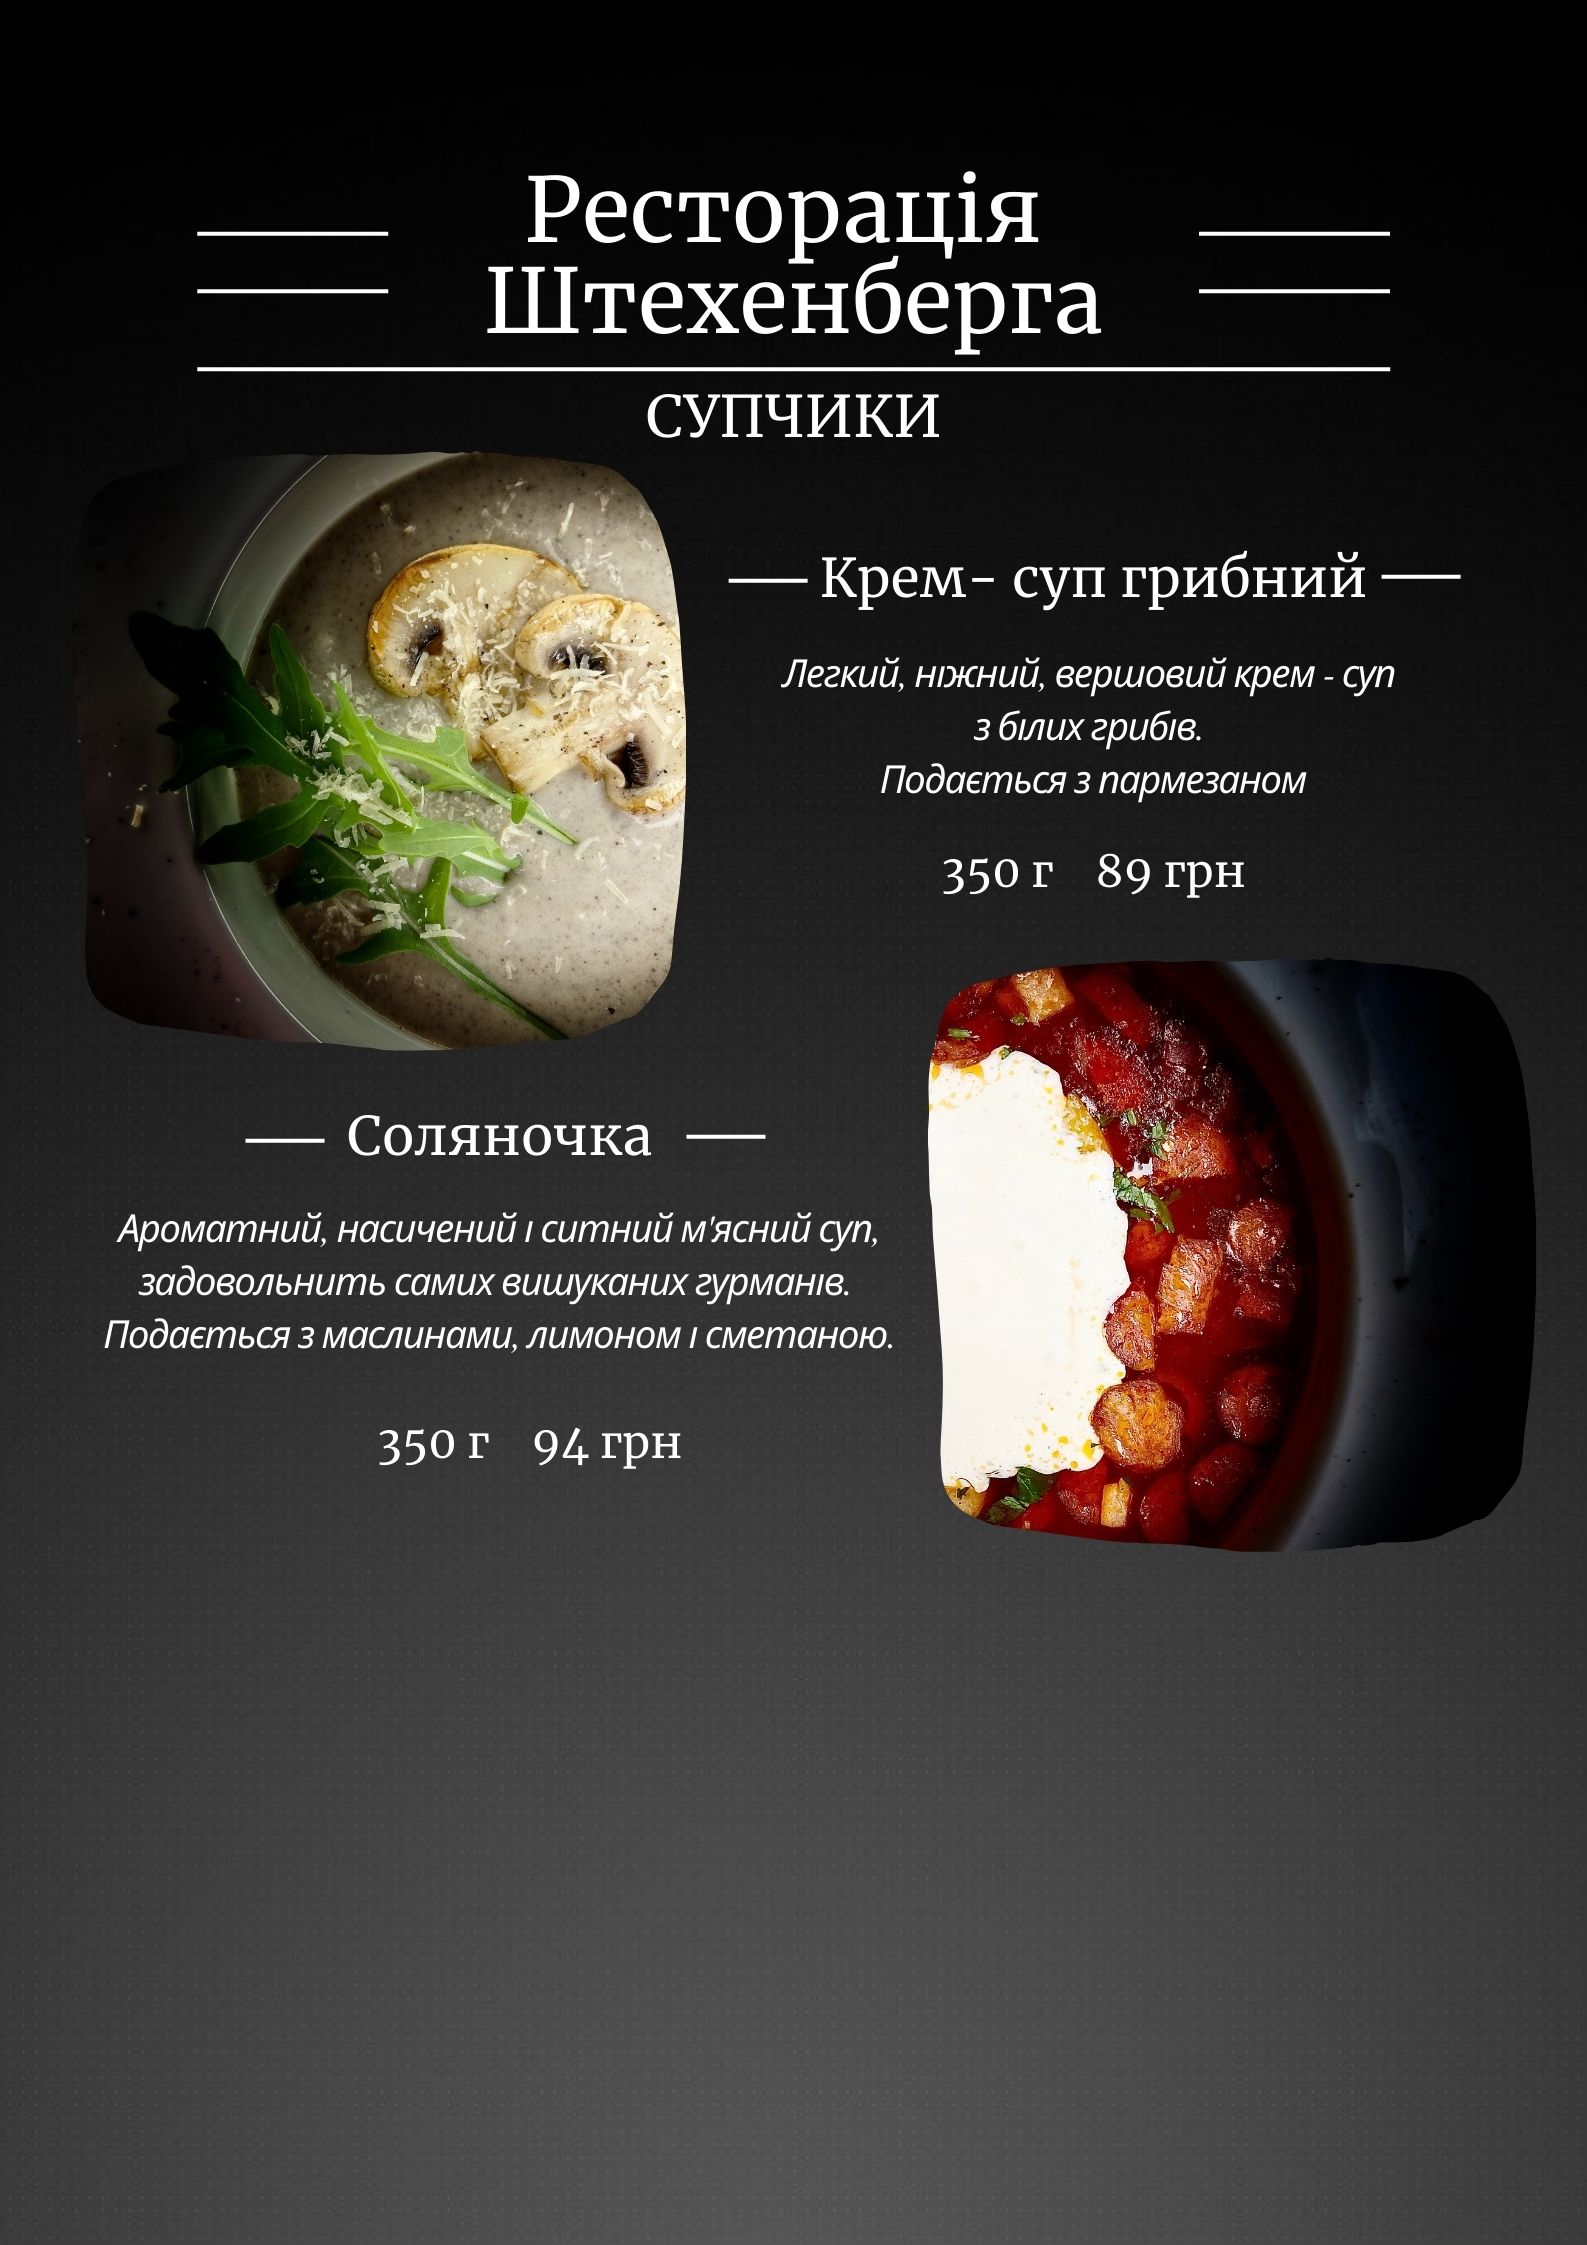 Ресторація
Штехенберга
СУПЧИКИ
Крем- суп грибний
Легкий, ніжний, вершовий крем - суп
з білих грибів.
Подається з пармезаном
350 г 89 грн
Соляночка
Ароматний, насичений і ситний м'ясний суп,
задовольнить самих вишуканих гурманів.
Подається з маслинами, лимоном і сметаною.
350 г 94 грн